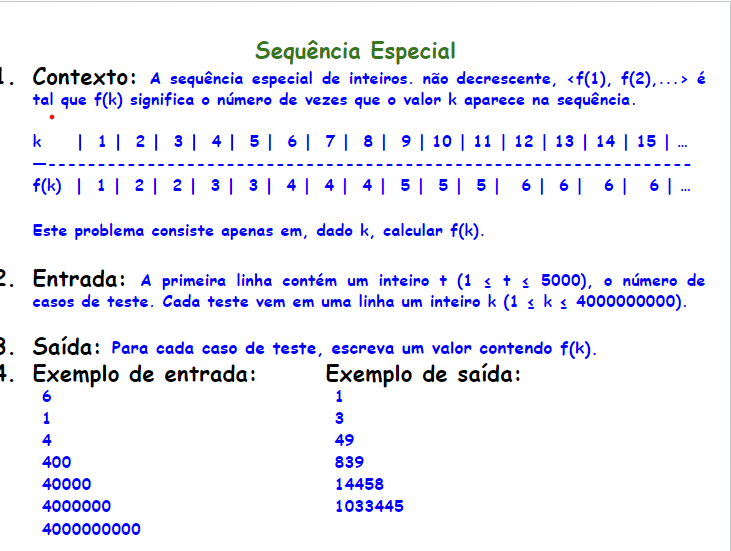 Sequência Especial
1. Contexto: A sequência especial de inteiros. não decrescente, <f(1), f(2),...> é
tal que f(k) significa o número de vezes que o valor k aparece na sequência.
k | 1 | 2 | 3 | 4 | 5 | 6 | 7 | 8 | 9 | 10 | 11 | 12 | 13 | 14 | 15 | …
—-----------------------------------------------------------------
f(k) | 1 | 2 | 2 | 3 | 3 | 4 | 4 | 4 | 5 | 5 | 5 | 6 | 6 | 6 | 6 | …
Este problema consiste apenas em, dado k, calcular f(k).
2. Entrada: A primeira linha contém um inteiro t (1 ≤ t ≤ 5000), o número de
casos de teste. Cada teste vem em uma linha um inteiro k (1 ≤ k ≤ 4000000000).
3. Saída: Para cada caso de teste, escreva um valor contendo f(k).
4. Exemplo de entrada: Exemplo de saída:
6 1
1 3
4 49
400 839
40000 14458
4000000 1033445
4000000000